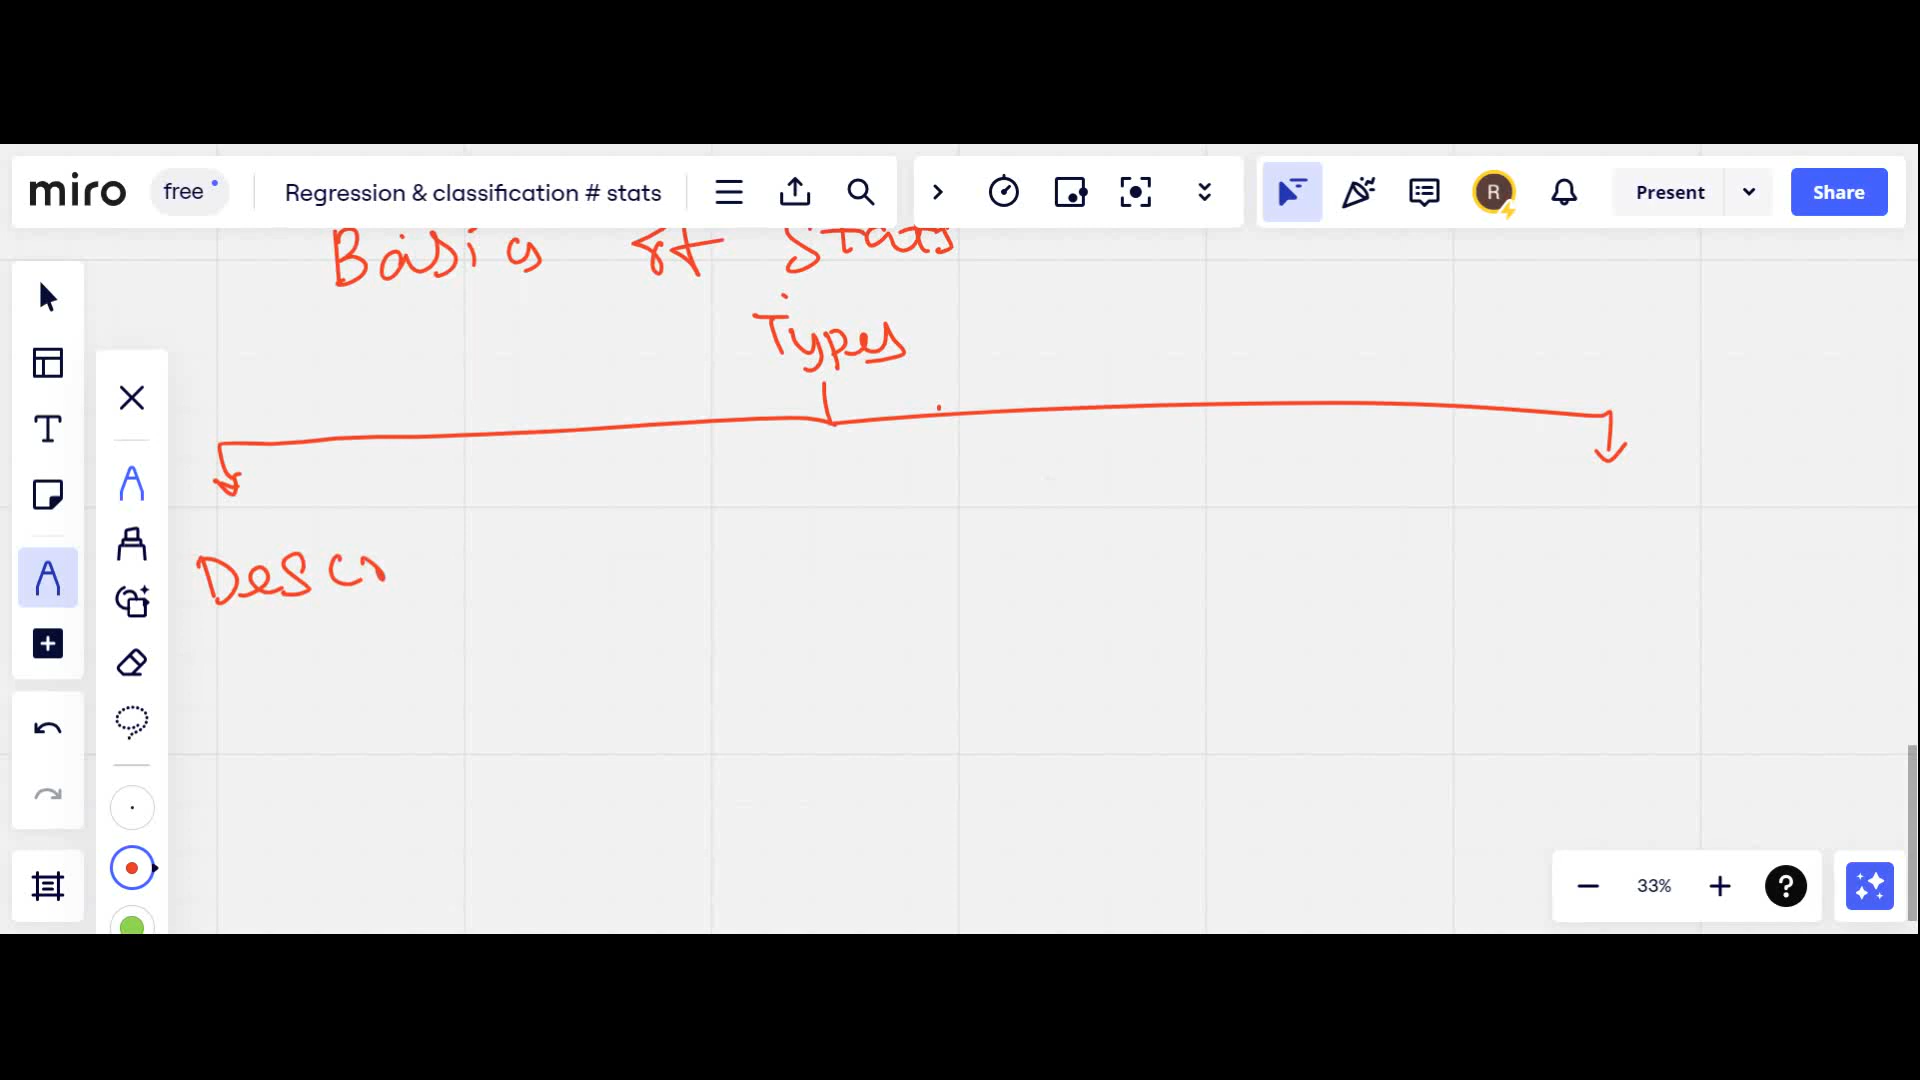 miro free Regression & classification # stats Present Share
R
Basics of stats
Types
Descr
33%